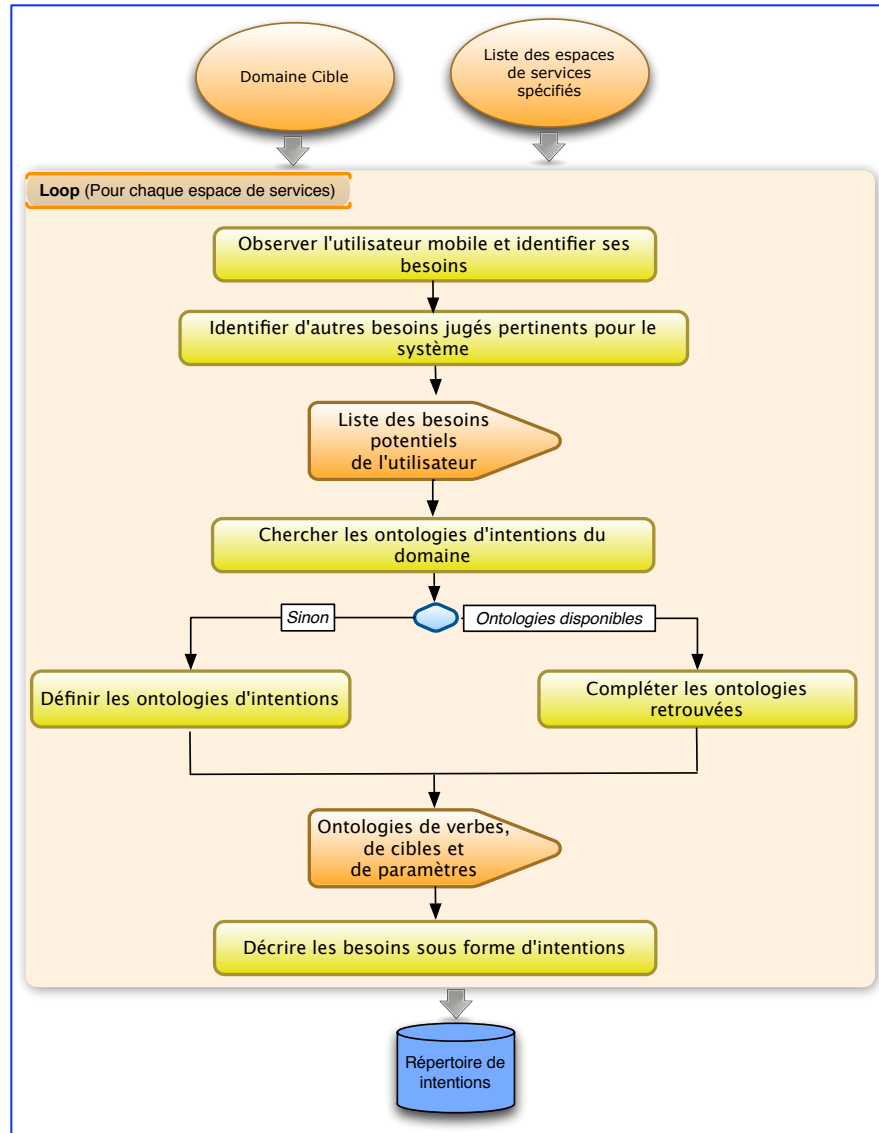 Domaine Cible
Liste des espaces
de services
spécifiés
Loop (Pour chaque espace de services)
Observer l'utilisateur mobile et identifier ses
besoins
Identifier d'autres besoins jugés pertinents pour le
système
Liste des besoins
potentiels
de l'utilisateur
Chercher les ontologies d'intentions du
domaine
Sinon
Ontologies disponibles
Définir les ontologies d'intentions
Compléter les ontologies
retrouvées
Ontologies de verbes,
de cibles et
de paramètres
Décrire les besoins sous forme d'intentions
Répertoire de
intentions